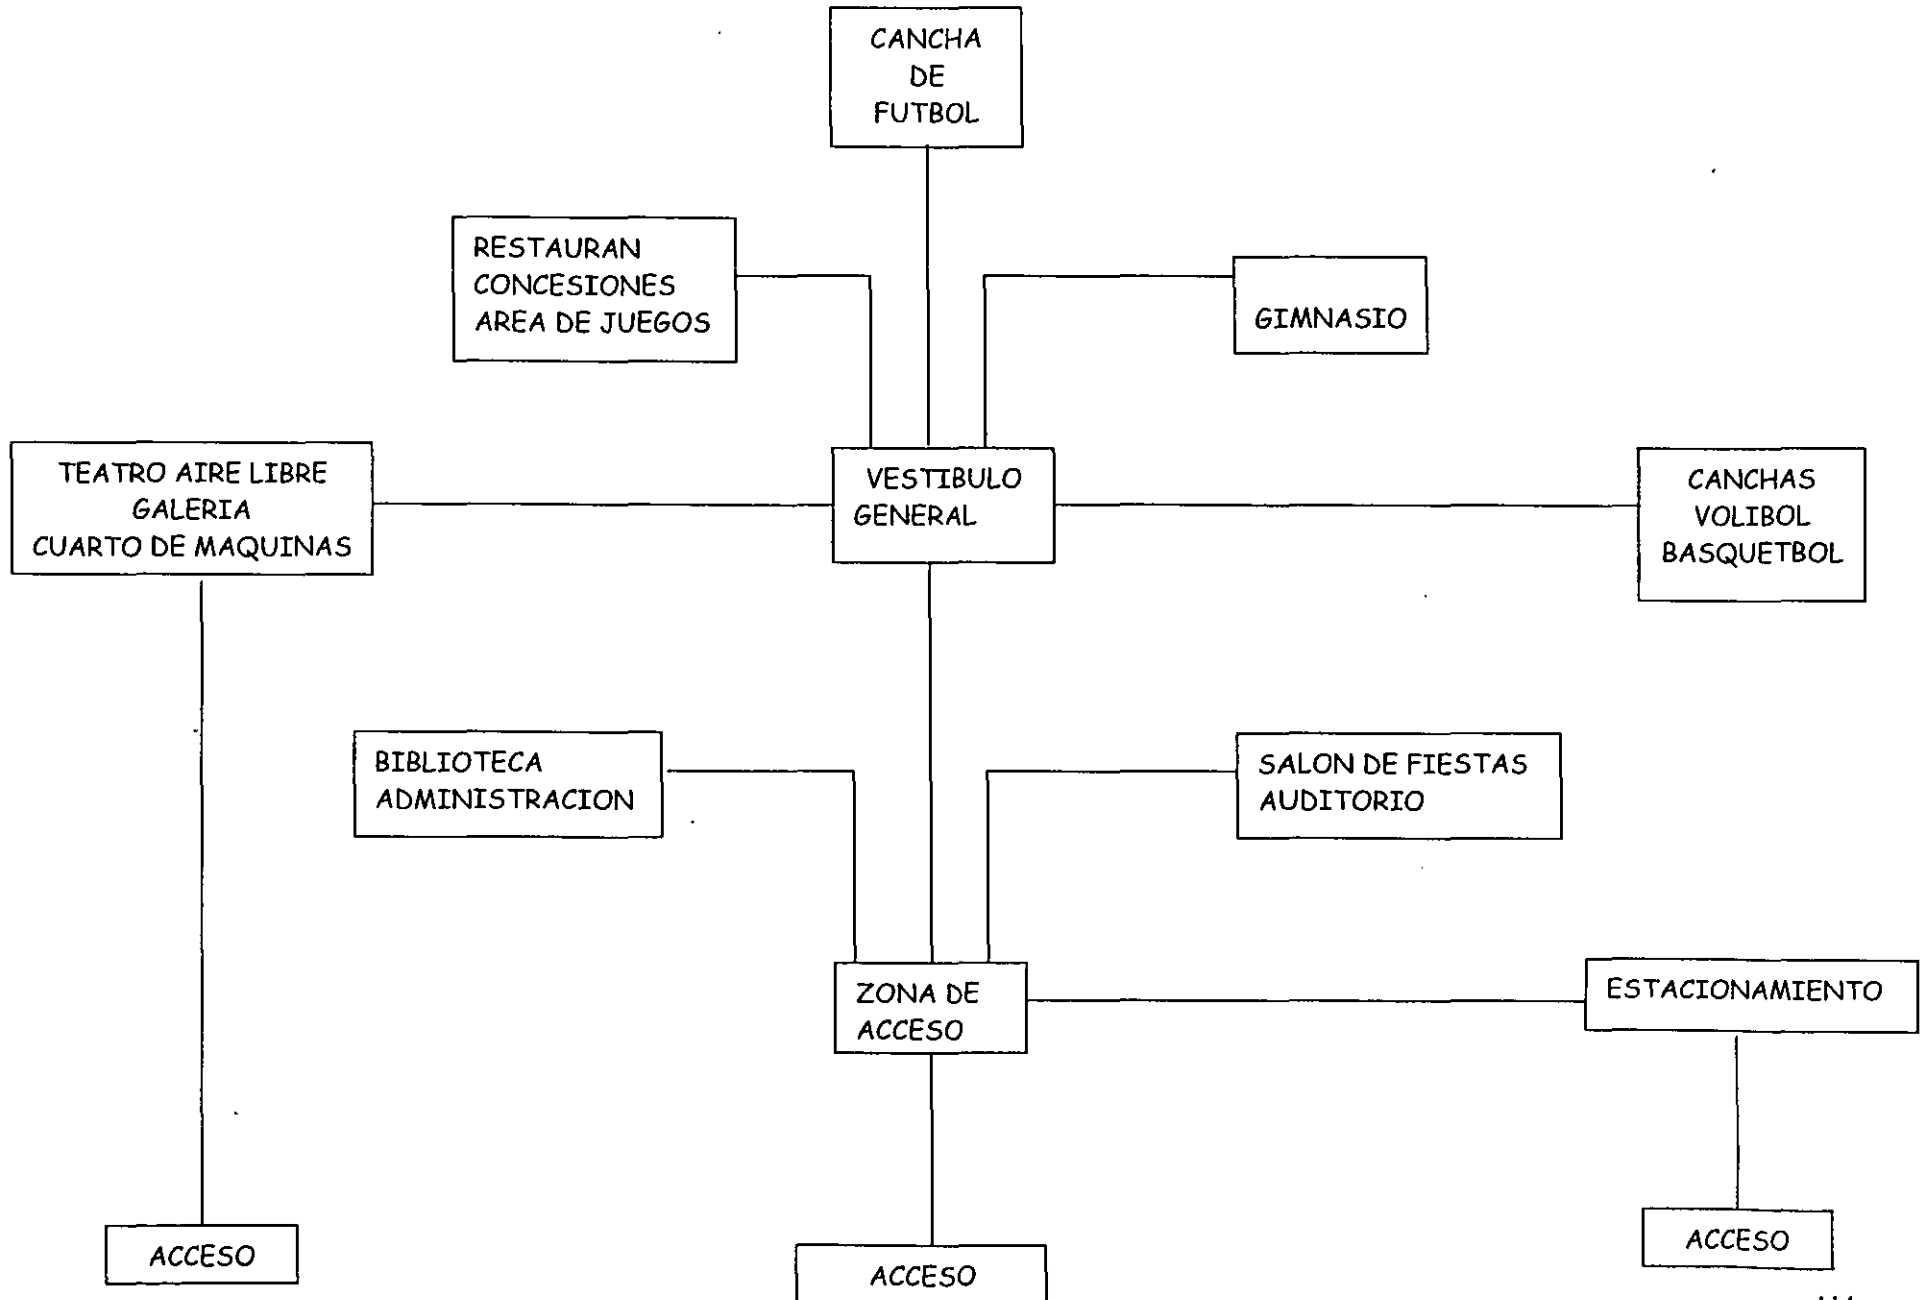 CANCHA
DE
FUTBOL
RESTAURAN
CONCESIONES
AREA DE JUEGOS
GIMNASIO
TEATRO AIRE LIBRE
GALERIA
CUARTO DE MAQUINAS
VESTIBULO
GENERAL
CANCHAS
VOLIBOL
BASQUETBOL
BIBLIOTECA
ADMINISTRACION
SALON DE FIESTAS
AUDITORIO
ZONA DE
ACCESO
ESTACIONAMIENTO
ACCESO
ACCESO
ACCESO